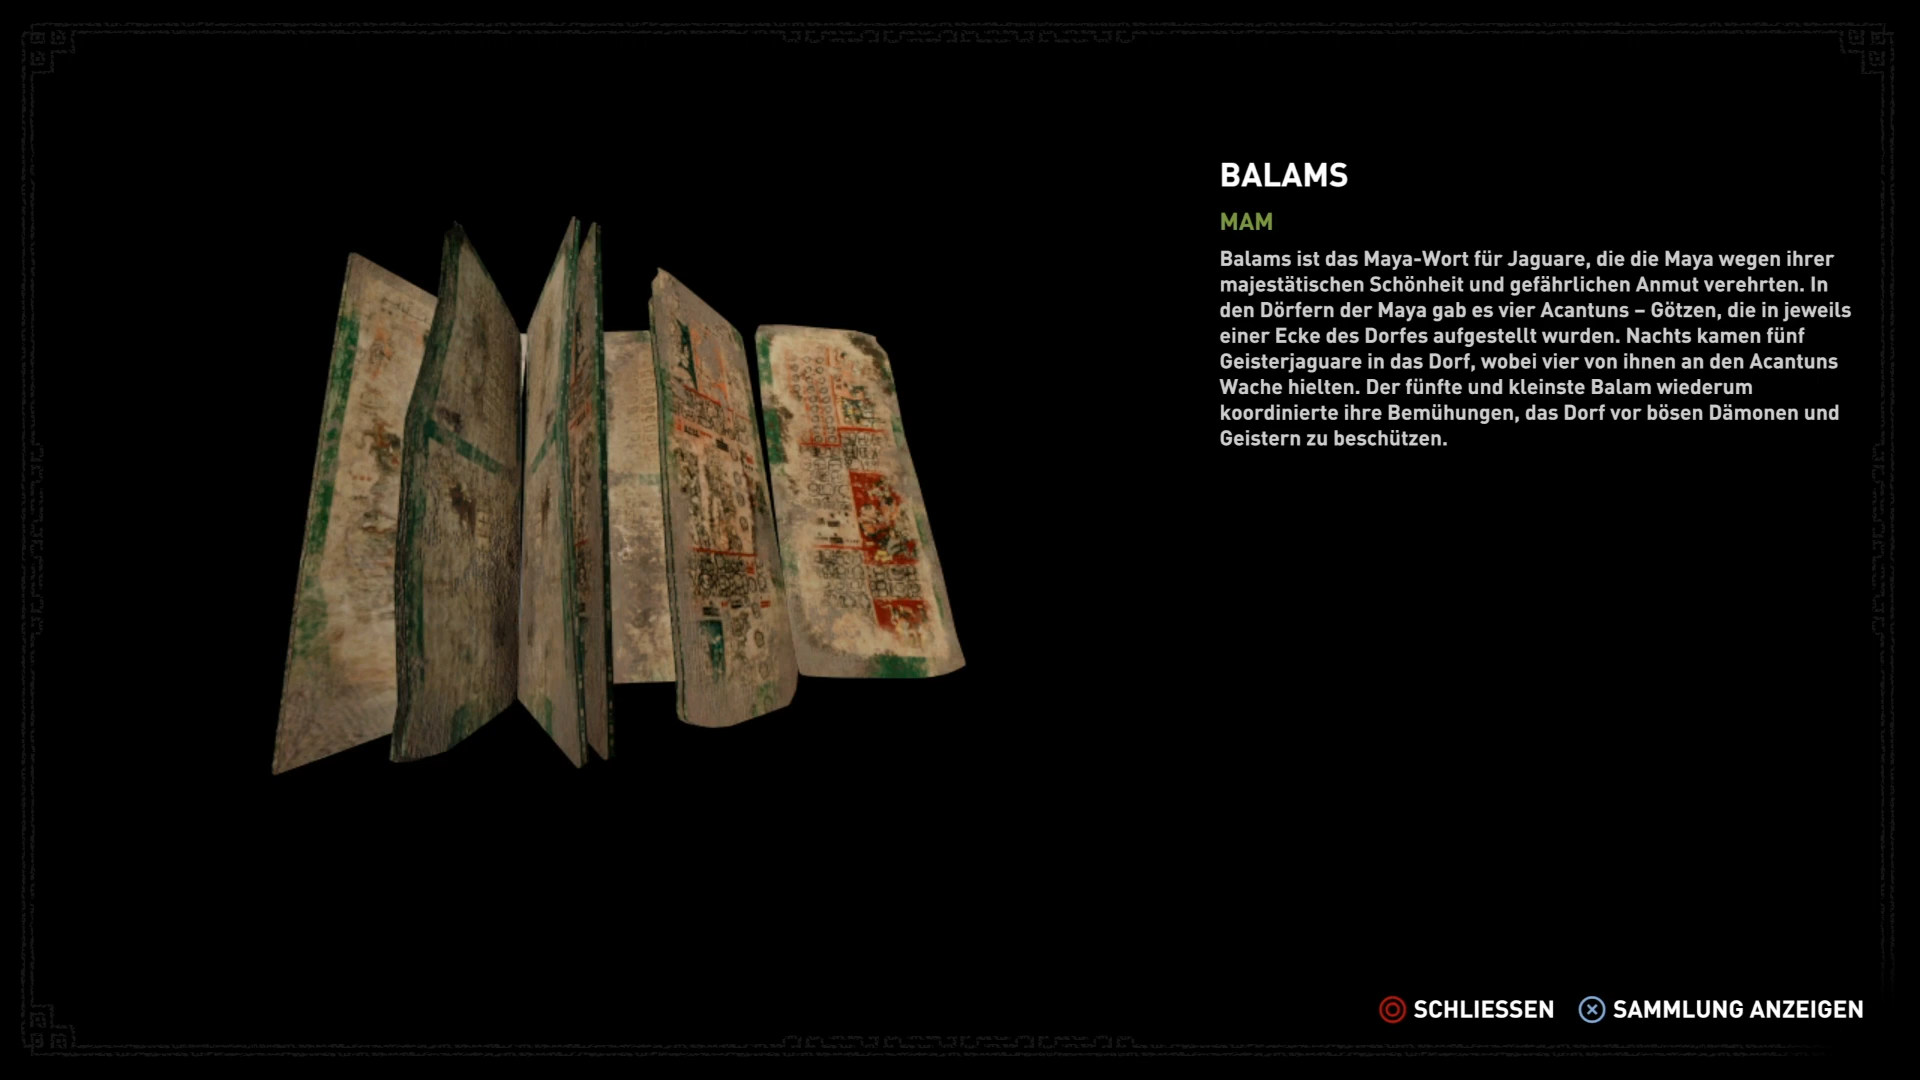 BALAMS
MAM
Balams ist das Maya-Wort für Jaguare, die die Maya wegen ihrer
majestätischen Schönheit und gefährlichen Anmut verehrten. In
den Dörfern der Maya gab es vier Acantuns – Götzen, die in jeweils
einer Ecke des Dorfes aufgestellt wurden. Nachts kamen fünf
Geisterjaguare in das Dorf, wobei vier von ihnen an den Acantuns
Wache hielten. Der fünfte und kleinste Balam wiederum
koordinierte ihre Bemühungen, das Dorf vor bösen Dämonen und
Geistern zu beschützen.
SCHLIESSEN SAMMLUNG ANZEIGEN